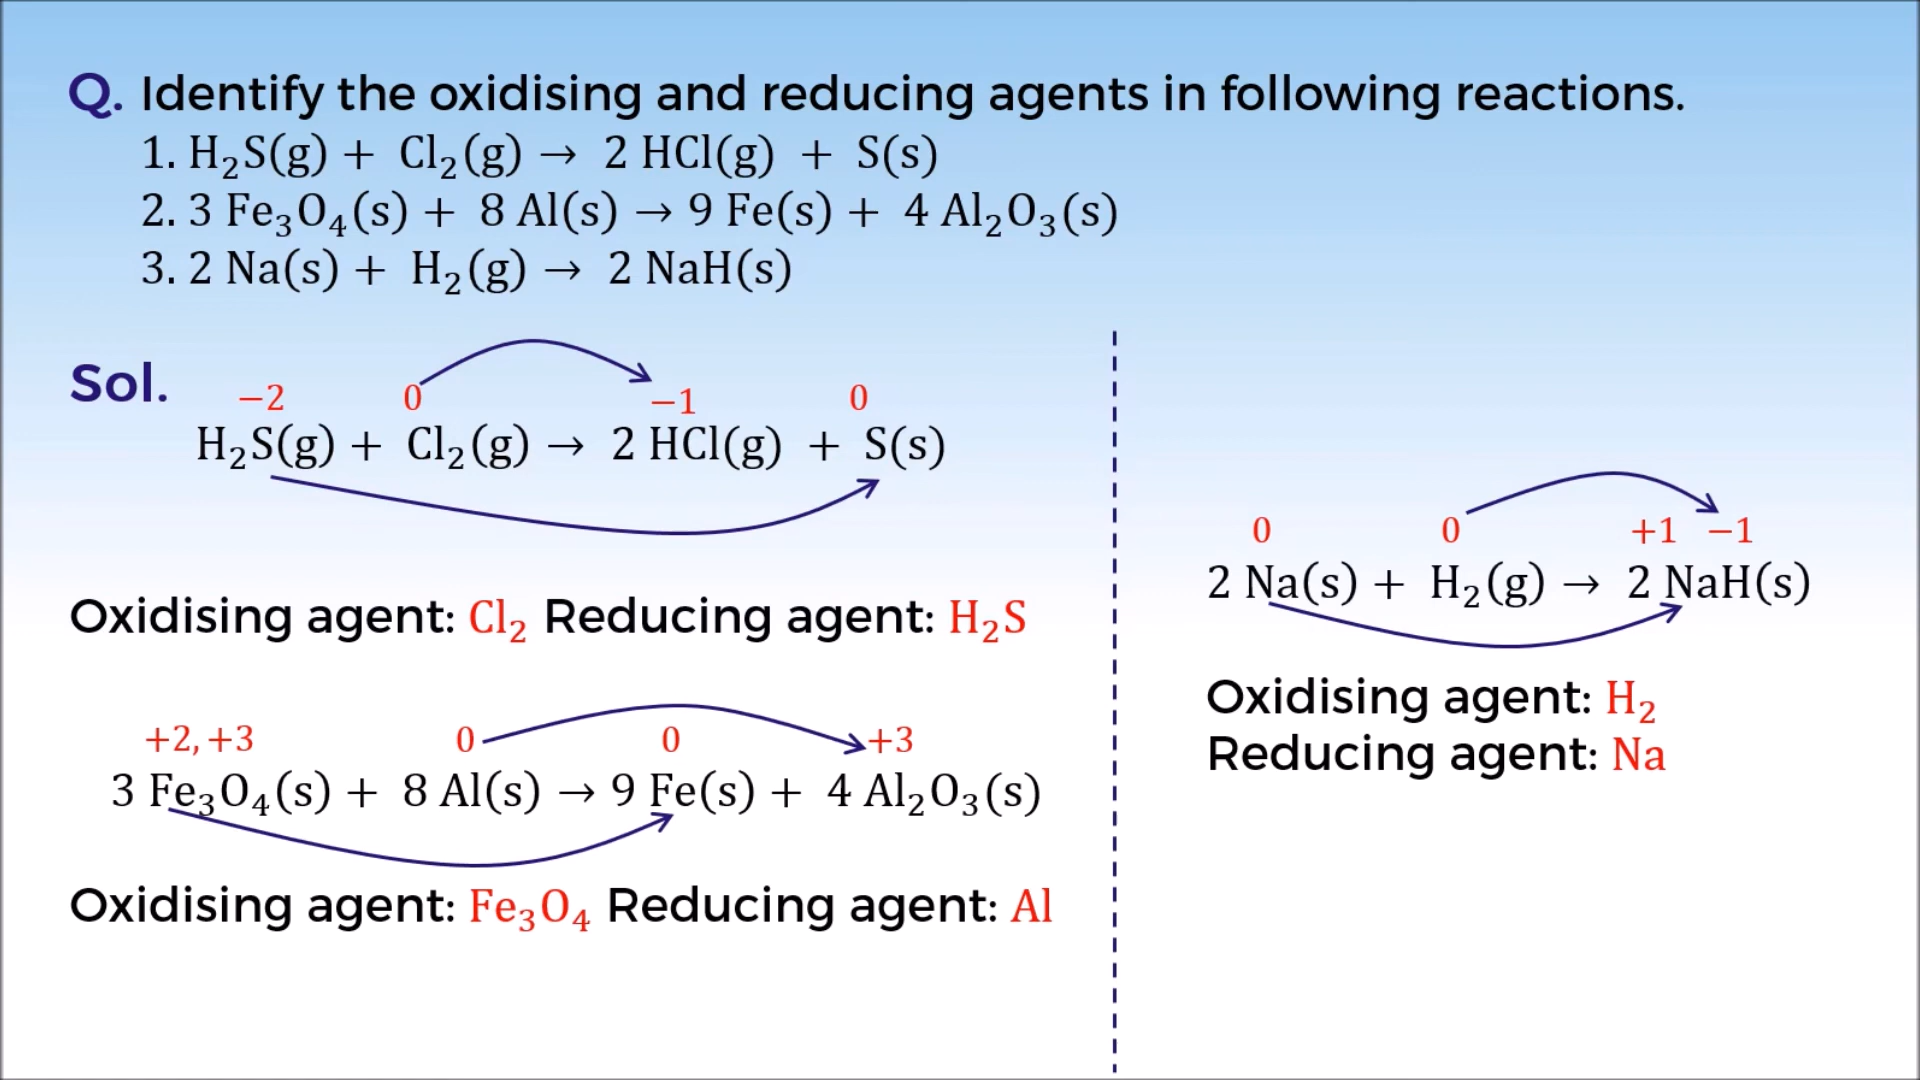 Q. Identify the oxidising and reducing agents in following reactions.
1. H₂S(g) + Cl₂(g) → 2 HCl(g) + S(s)
2. 3 Fe₃O₄(s) + 8 Al(s) → 9 Fe(s) + 4 Al₂O₃(s)
3. 2 Na(s) + H₂(g) → 2 NaH(s)
Sol.
−2 0 −1 0
H₂S(g) + Cl₂(g) → 2 HCl(g) + S(s)
Oxidising agent: Cl₂ Reducing agent: H₂S
+2, +3 0 0 +3
3 Fe₃O₄(s) + 8 Al(s) → 9 Fe(s) + 4 Al₂O₃(s)
Oxidising agent: Fe₃O₄ Reducing agent: Al
0 0 +1 −1
2 Na(s) + H₂(g) → 2 NaH(s)
Oxidising agent: H₂
Reducing agent: Na